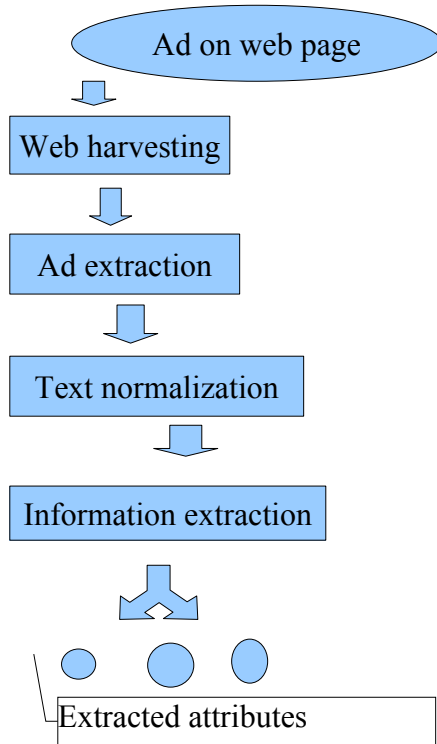 Ad on web page
Web harvesting
Ad extraction
Text normalization
Information extraction
Extracted attributes